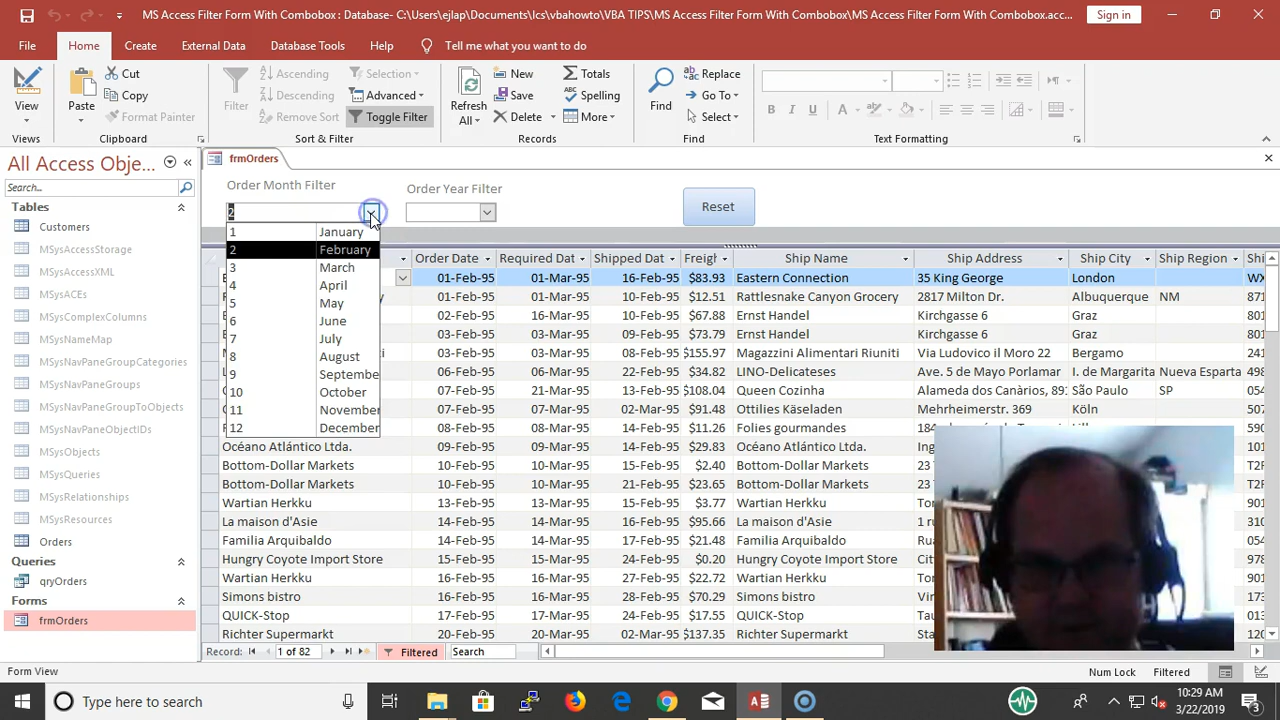 MS Access Filter Form With Combobox : Database- C:\Users\ejlap\Documents\lcs\vbahowto\VBA TIPS\MS Access Filter Form With Combobox\MS Access Filter Form With Combobox.acc...
Sign in
File Home Create External Data Database Tools Help Tell me what you want to do
View
Views
Paste
Cut
Copy
Format Painter
Clipboard
Filter
Ascending
Descending
Remove Sort
Selection
Advanced
Toggle Filter
Sort & Filter
Refresh
All
New
Save
Delete
Totals
Spelling
More
Records
Find
Replace
Go To
Select
Find
B I U A
Text Formatting
All Access Obje...
Search...
Tables
Customers
MSysAccessStorage
MSysAccessXML
MSysACEs
MSysComplexColumns
MSysNameMap
MSysNavPaneGroupCategories
MSysNavPaneGroups
MSysNavPaneGroupToObjects
MSysNavPaneObjectIDs
MSysObjects
MSysQueries
MSysRelationships
MSysResources
Orders
Queries
qryOrders
Forms
frmOrders
frmOrders
Order Month Filter
Order Year Filter
2
Reset
1 January
2 February
3 March
4 April
5 May
6 June
7 July
8 August
9 Septembe
10 October
11 November
12 December
Order Date Required Dat Shipped Dat Freigh Ship Name Ship Address Ship City Ship Region Shi
01-Feb-95 01-Mar-95 16-Feb-95 $83.93 Eastern Connection 35 King George London WX
01-Feb-95 01-Mar-95 10-Feb-95 $12.51 Rattlesnake Canyon Grocery 2817 Milton Dr. Albuquerque NM 871
02-Feb-95 02-Mar-95 15-Feb-95 $67.88 Ernst Handel Kirchgasse 6 Graz 801
03-Feb-95 03-Mar-95 09-Feb-95 $73.79 Ernst Handel Kirchgasse 6 Graz 801
03-Feb-95 03-Mar-95 08-Feb-95 $155.97 Magazzini Alimentari Riuniti Via Ludovico il Moro 22 Bergamo 241
06-Feb-95 06-Mar-95 22-Feb-95 $34.82 LINO-Delicateses Ave. 5 de Mayo Porlamar I. de Margarita Nueva Esparta 498
07-Feb-95 07-Mar-95 21-Feb-95 $108.04 Queen Cozinha Alameda dos Canàrios, 891 São Paulo SP 054
07-Feb-95 07-Mar-95 02-Mar-95 $91.48 Ottilies Käseladen Mehrheimerstr. 369 Köln
08-Feb-95 08-Mar-95 13-Feb-95 $11.26 Folies gourmandes
Océano Atlántico Ltda. 09-Feb-95 09-Mar-95 14-Feb-95 $29.83 Océano Atlántico Ltda.
Bottom-Dollar Markets 10-Feb-95 10-Mar-95 15-Feb-95 $2.40 Bottom-Dollar Markets
Bottom-Dollar Markets 10-Feb-95 10-Mar-95 21-Feb-95 $23.65 Bottom-Dollar Markets
Wartian Herkku 13-Feb-95 13-Mar-95 15-Feb-95 $3.77 Wartian Herkku
La maison d'Asie 14-Feb-95 14-Mar-95 16-Feb-95 $95.66 La maison d'Asie
Familia Arquibaldo 14-Feb-95 14-Mar-95 17-Feb-95 $21.48 Familia Arquibaldo
Hungry Coyote Import Store 15-Feb-95 15-Mar-95 24-Feb-95 $0.20 Hungry Coyote Import Store
Wartian Herkku 16-Feb-95 16-Mar-95 27-Feb-95 $22.72 Wartian Herkku
Simons bistro 16-Feb-95 16-Mar-95 28-Feb-95 $70.29 Simons bistro
QUICK-Stop 17-Feb-95 17-Mar-95 24-Feb-95 $17.55 QUICK-Stop
Richter Supermarkt 20-Feb-95 20-Mar-95 02-Mar-95 $137.35 Richter Supermarkt
Record: 1 of 82 Filtered Search
Form View
Num Lock Filtered
Type here to search
10:29 AM
3/22/2019
3